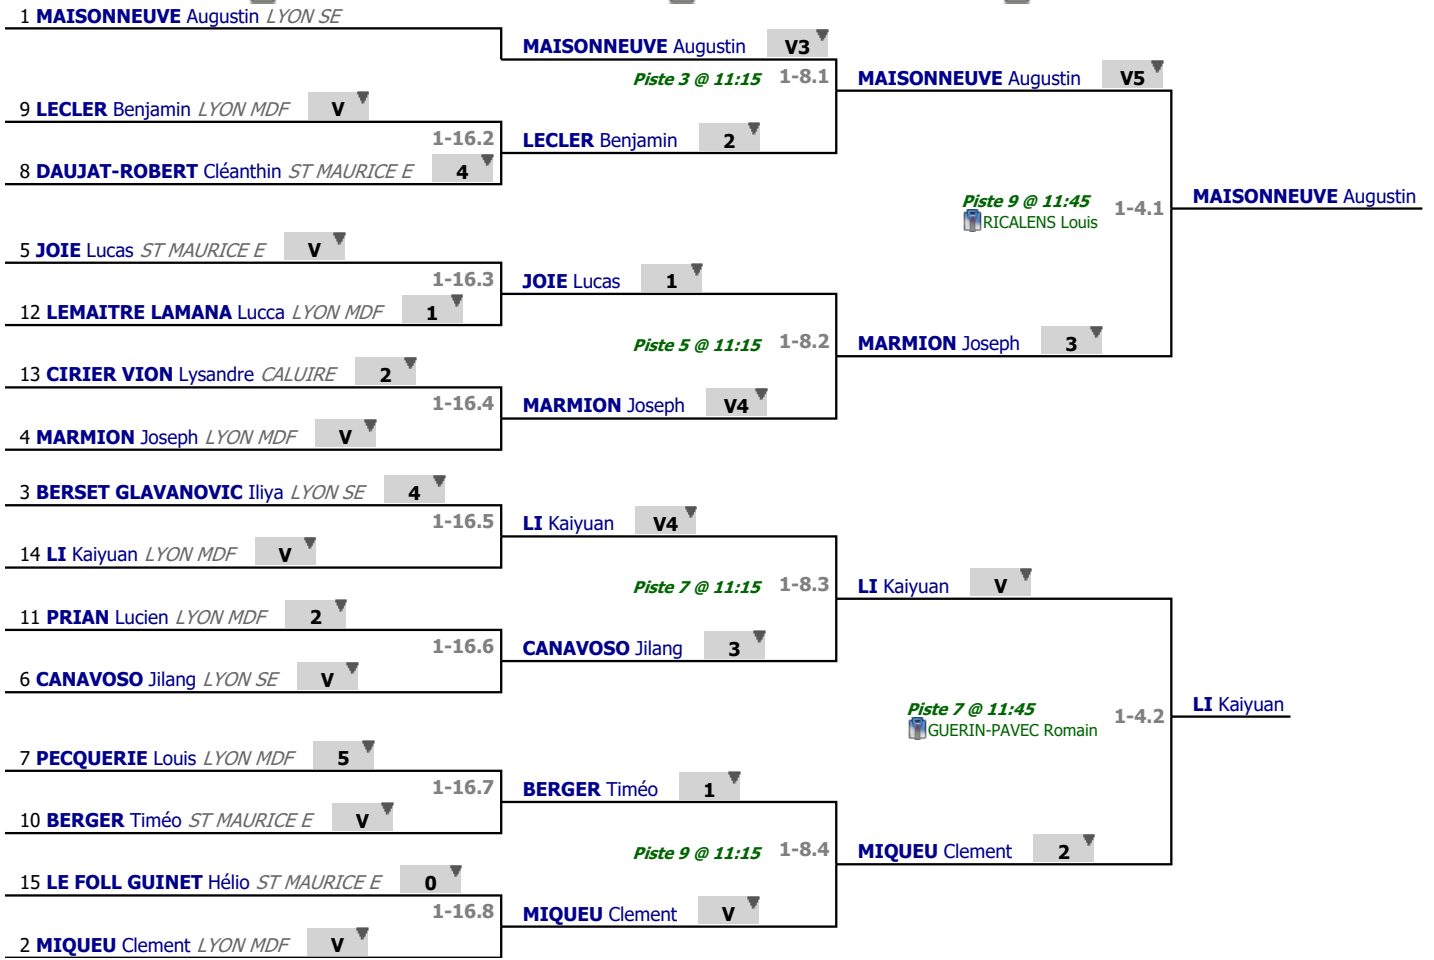 1 MAISONNEUVE Augustin LYON SE
MAISONNEUVE Augustin V3
Piste 3 @ 11:15 1-8.1
MAISONNEUVE Augustin V5
9 LECLER Benjamin LYON MDF V
1-16.2
LECLER Benjamin 2
8 DAUJAT-ROBERT Cléanthin ST MAURICE E 4
Piste 9 @ 11:45
RICALENS Louis
1-4.1
MAISONNEUVE Augustin
5 JOIE Lucas ST MAURICE E V
1-16.3
JOIE Lucas 1
12 LEMAITRE LAMANA Lucca LYON MDF 1
Piste 5 @ 11:15 1-8.2
MARMION Joseph 3
13 CIRIER VION Lysandre CALUIRE 2
1-16.4
MARMION Joseph V4
4 MARMION Joseph LYON MDF V
3 BERSET GLAVANOVIC Iliya LYON SE 4
1-16.5
LI Kaiyuan V4
14 LI Kaiyuan LYON MDF V
Piste 7 @ 11:15 1-8.3
LI Kaiyuan V
11 PRIAN Lucien LYON MDF 2
1-16.6
CANAVOSO Jilang 3
6 CANAVOSO Jilang LYON SE V
Piste 7 @ 11:45
GUERIN-PAVEC Romain
1-4.2
LI Kaiyuan
7 PECQUERIE Louis LYON MDF 5
1-16.7
BERGER Timéo 1
10 BERGER Timéo ST MAURICE E V
Piste 9 @ 11:15 1-8.4
MIQUEU Clement 2
15 LE FOLL GUINET Hélio ST MAURICE E 0
1-16.8
MIQUEU Clement V
2 MIQUEU Clement LYON MDF V